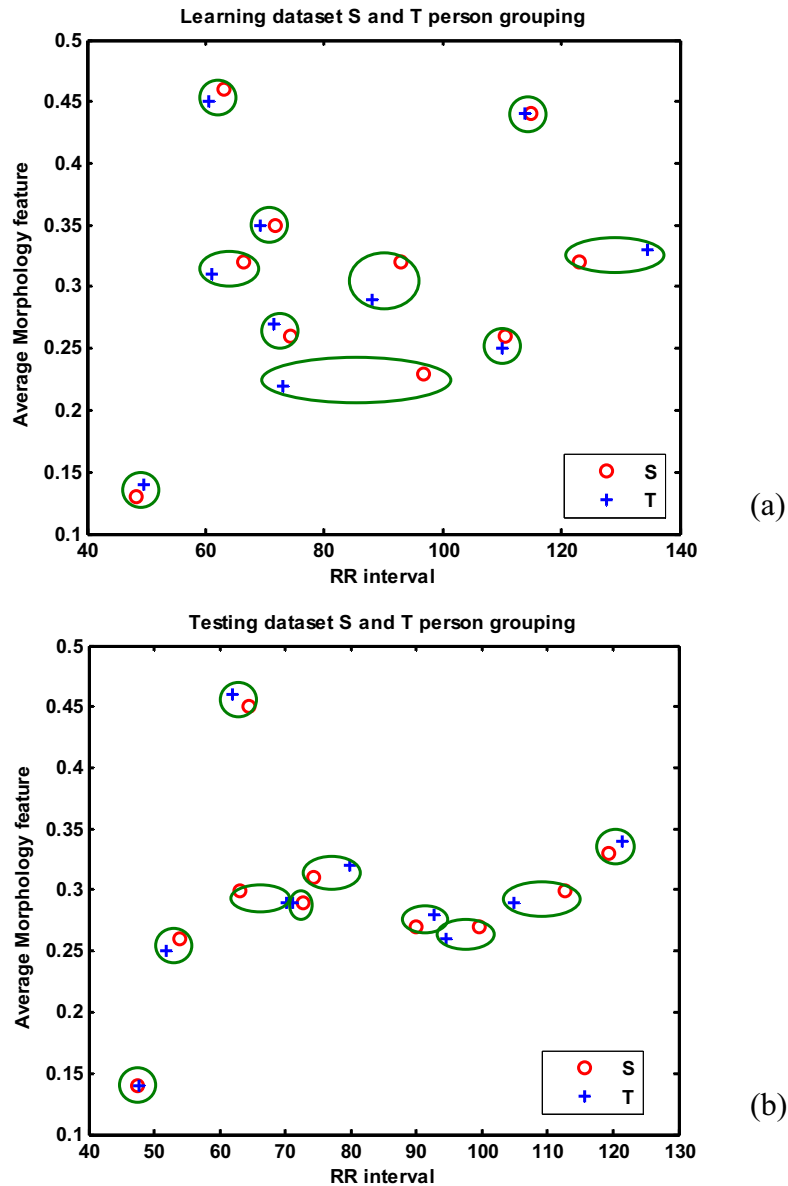 Learning dataset S and T person grouping
0.5
0.45
0.4
0.35
0.3
0.25
0.2
0.15
0.1
Average Morphology feature
S
T
40 60 80 100 120 140
RR interval
(a)
Testing dataset S and T person grouping
0.5
0.45
0.4
0.35
0.3
0.25
0.2
0.15
0.1
Average Morphology feature
S
T
40 50 60 70 80 90 100 110 120 130
RR interval
(b)